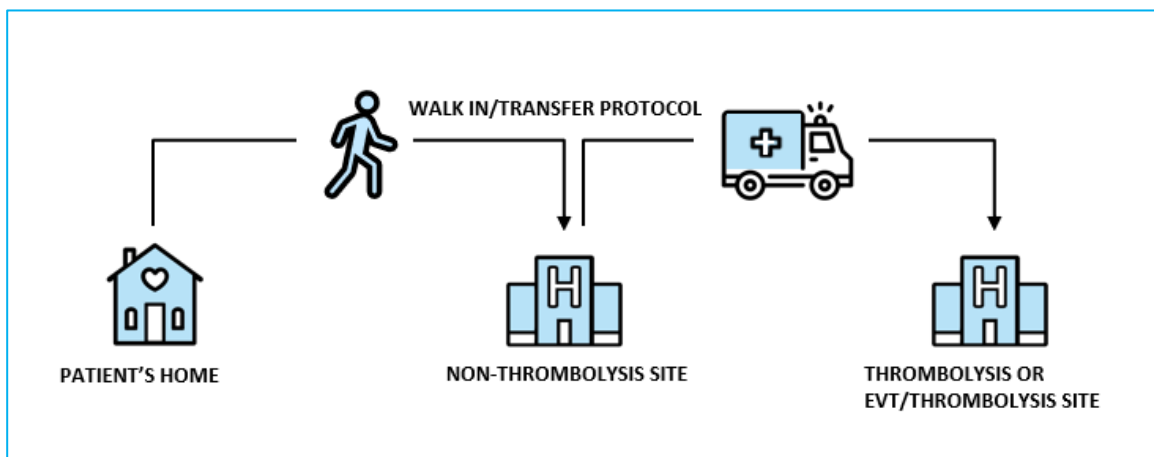 WALK IN/TRANSFER PROTOCOL
H
H
PATIENT'S HOME
NON-THROMBOLYSIS SITE
THROMBOLYSIS OR
EVT/THROMBOLYSIS SITE